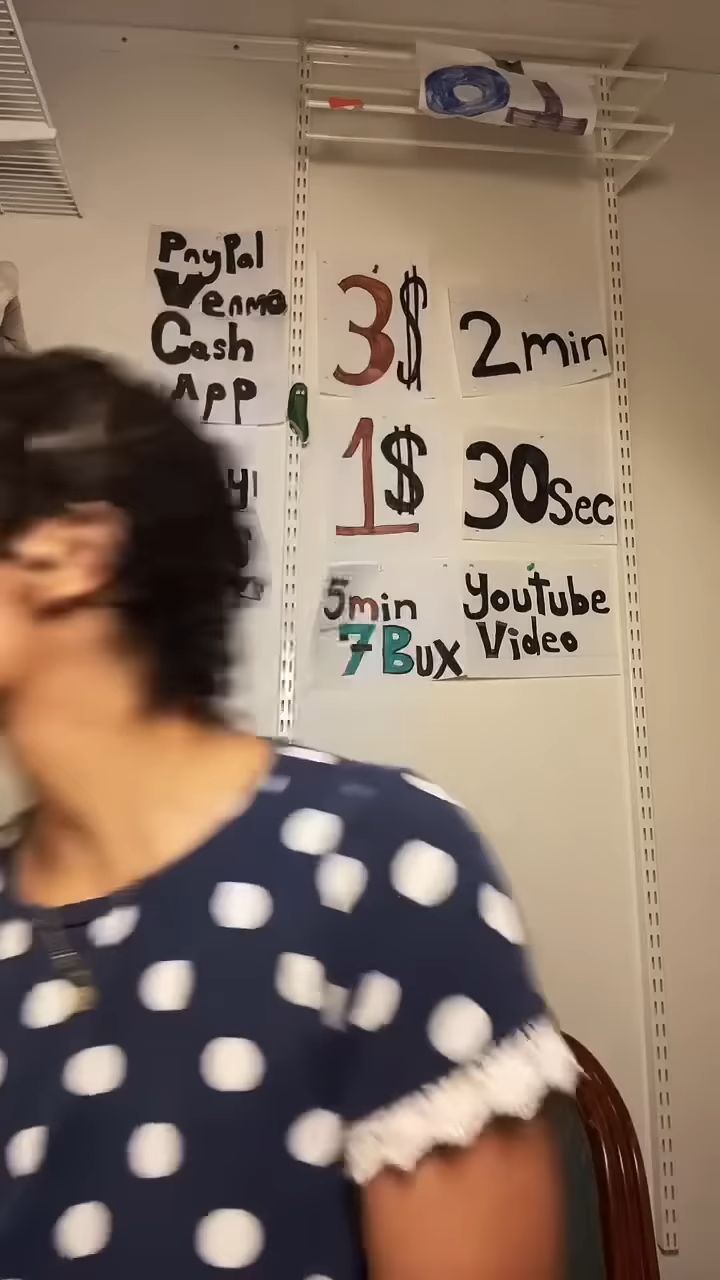 PayPal
Venmo
Cash
App
3$
2min
1$
30Sec
5min
7Bux
Youtube
Video